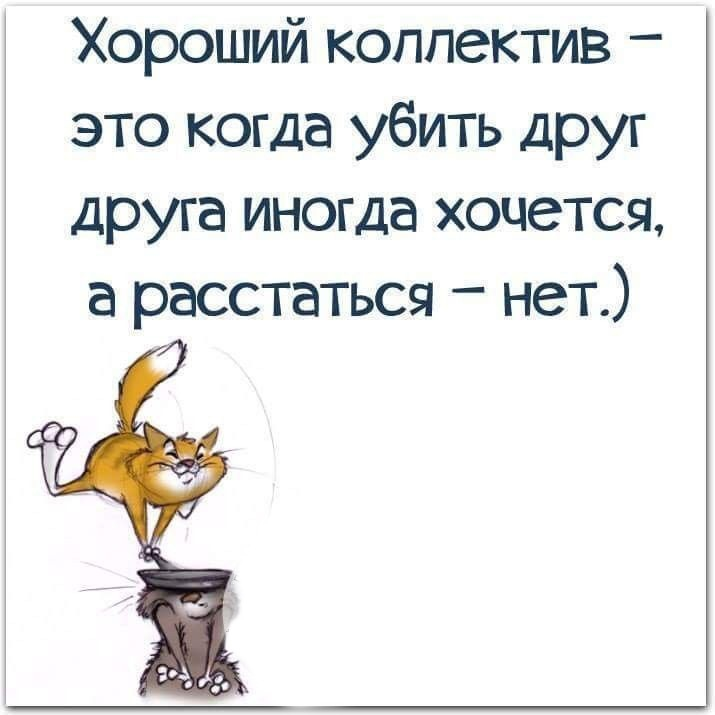 Хороший коллектив –
это когда убить друг
друга иногда хочется,
а расстаться – нет.)